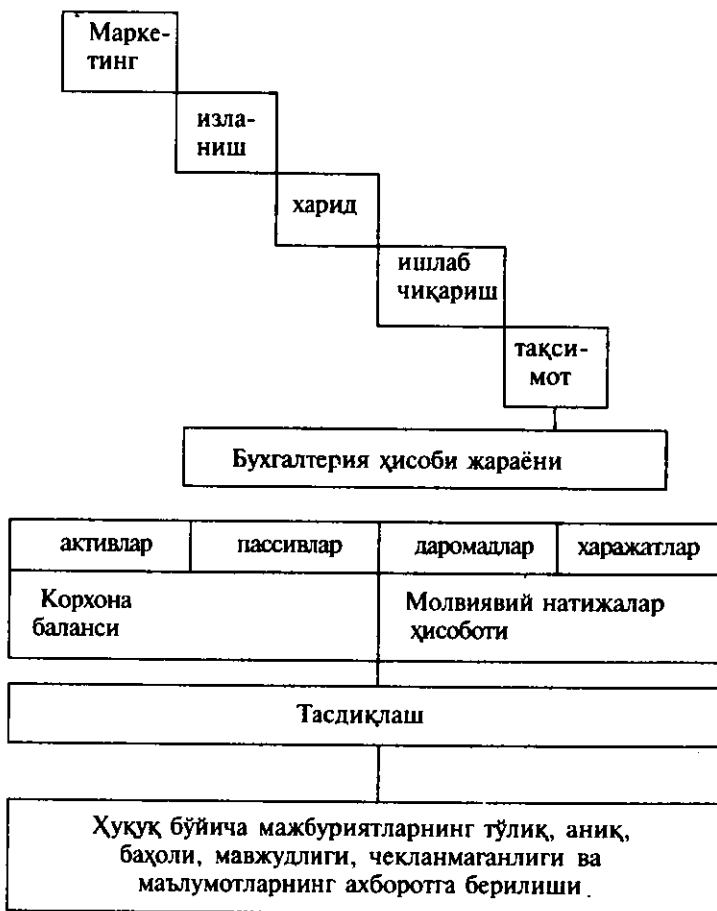 Марке-
тинг
изла-
ниш
харид
ишлаб
чиқариш
тақси-
мот
Бухгалтерия ҳисоби жараёни
активлар пассивлар даромадлар харажатлар
Корхона
баланси
Молвиявий натижалар
ҳисоботи
Тасдиқлаш
Ҳуқуқ бўйича мажбуриятларнинг тўлиқ, аниқ,
баҳоли, мавжудлиги, чекланмаганлиги ва
маълумотларнинг ахборотга берилиши.